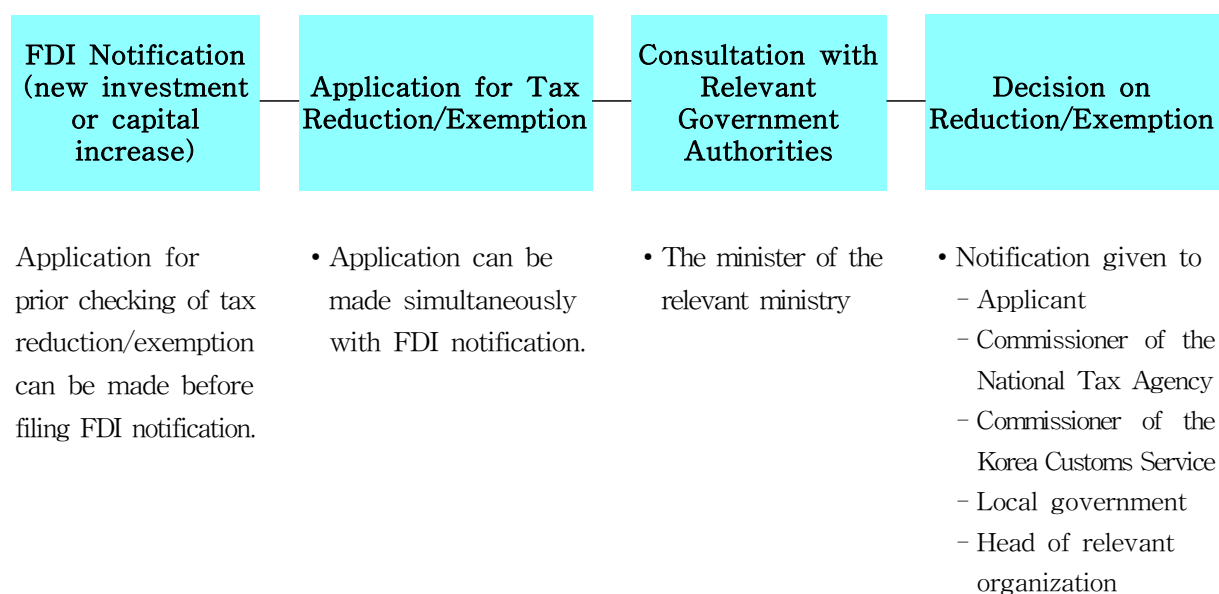 FDI Notification
(new investment
or capital
increase)
Application for Tax
Reduction/Exemption
Consultation with
Relevant
Government
Authorities
Decision on
Reduction/Exemption
Application for
prior checking of tax
reduction/exemption
can be made before
filing FDI notification.
• Application can be
made simultaneously
with FDI notification.
• The minister of the
relevant ministry
• Notification given to
- Applicant
- Commissioner of the
National Tax Agency
- Commissioner of the
Korea Customs Service
- Local government
- Head of relevant
organization